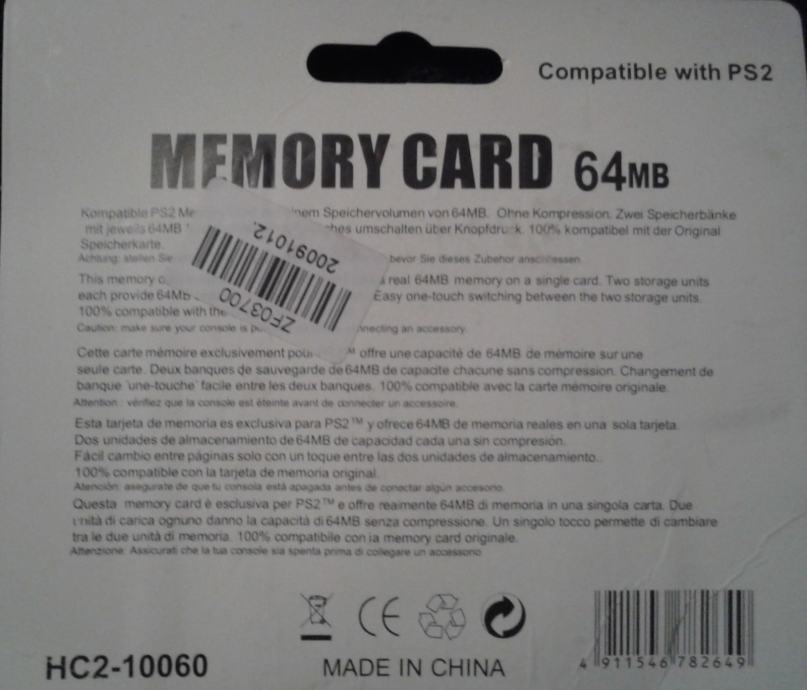 Compatible with PS2
MEMORY CARD 64MB
Kompatible PS2 Speichervolumen von 64MB. Ohne Kompression. Zwei Speicherbänke
mit jeweils 64MB umschalten über Knopfdruck. 100% kompatibel mit der Original
Speicherkarte.
Achtung: stellen Sie bevor Sie dieses Zubehor anschliessen.
20091012.
ZF03700
This memory real 64MB memory on a single card. Two storage units
each provide 64Mb Easy one-touch switching between the two storage units.
100% compatible with the
Caution: make sure your console is accessory.
Cette carte mémoire exclusivement pour offre une capacité de 64MB de mémoire sur une
seule carte. Deux banques de sauvegarde de 64MB de capacite chacune sans compression. Changement de
banque 'une-touche' facile entre les deux banques. 100% compatible avec la carte mémoire originale.
Attention : vérifiez que la console est éteinte avant de connecter un accessoire.
Esta tarjeta de memoria es exclusiva para PS2™ y ofrece 64MB de memoria reales en una sola tarjeta.
Dos unidades de almacenamiento de 64MB de capacidad cada una sin compresión.
Fácil cambio entre páginas solo con un toque entre las dos unidades de almacenamiento..
100% compatible con la tarjeta de memoria original.
Atención: asegurate de que tu consola está apagada antes de conectar algún accesorio.
Questa memory card è esclusiva per PS2™ e offre realmente 64MB di memoria in una singola carta. Due
unità di carica ognuno danno la capacità di 64MB senza compressione. Un singolo tocco permette di cambiare
tra le due unità di memoria. 100% compatibile con la memory card originale.
Attenzione: Assicurati che la tua console sia spenta prima di collegare un accessorio
CE
HC2-10060
MADE IN CHINA
4 911546 782649